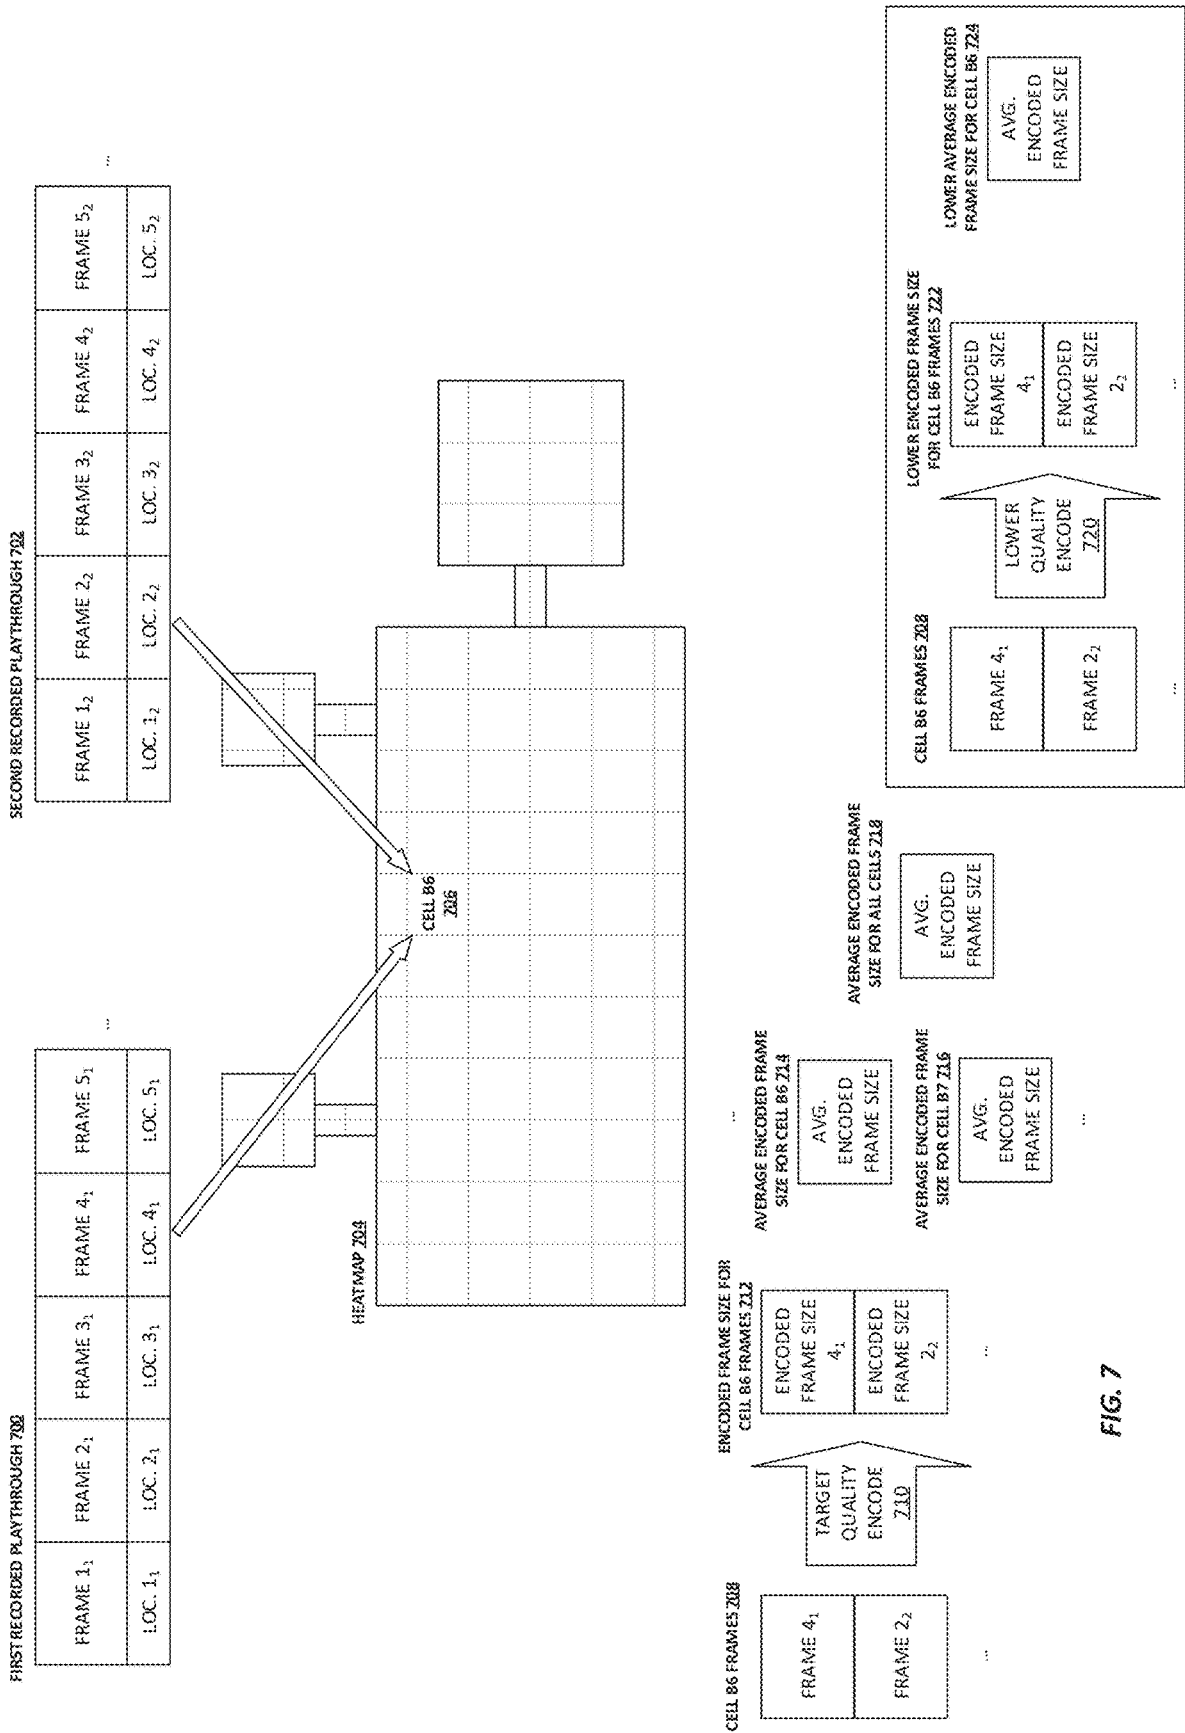 FIRST RECORDED PLAYTHROUGH 700
FRAME 1₁
FRAME 2₁
FRAME 3₁
FRAME 4₁
FRAME 5₁
...
LOC. 1₁
LOC. 2₁
LOC. 3₁
LOC. 4₁
LOC. 5₁
SECOND RECORDED PLAYTHROUGH 702
FRAME 1₂
FRAME 2₂
FRAME 3₂
FRAME 4₂
FRAME 5₂
...
LOC. 1₂
LOC. 2₂
LOC. 3₂
LOC. 4₂
LOC. 5₂
HEATMAP 704
CELL B6
706
CELL B6 FRAMES 708
FRAME 4₁
FRAME 2₂
...
TARGET
QUALITY
ENCODE
710
ENCODED FRAME SIZE FOR
CELL B6 FRAMES 712
ENCODED
FRAME SIZE
4₁
ENCODED
FRAME SIZE
2₂
...
...
AVERAGE ENCODED FRAME
SIZE FOR CELL B6 714
AVG.
ENCODED
FRAME SIZE
AVERAGE ENCODED FRAME
SIZE FOR CELL B7 716
AVG.
ENCODED
FRAME SIZE
...
AVERAGE ENCODED FRAME
SIZE FOR ALL CELLS 718
AVG.
ENCODED
FRAME SIZE
CELL B6 FRAMES 708
FRAME 4₁
FRAME 2₂
...
LOWER
QUALITY
ENCODE
720
LOWER ENCODED FRAME SIZE
FOR CELL B6 FRAMES 722
ENCODED
FRAME SIZE
4₁
ENCODED
FRAME SIZE
2₂
...
LOWER AVERAGE ENCODED
FRAME SIZE FOR CELL B6 724
AVG.
ENCODED
FRAME SIZE
FIG. 7